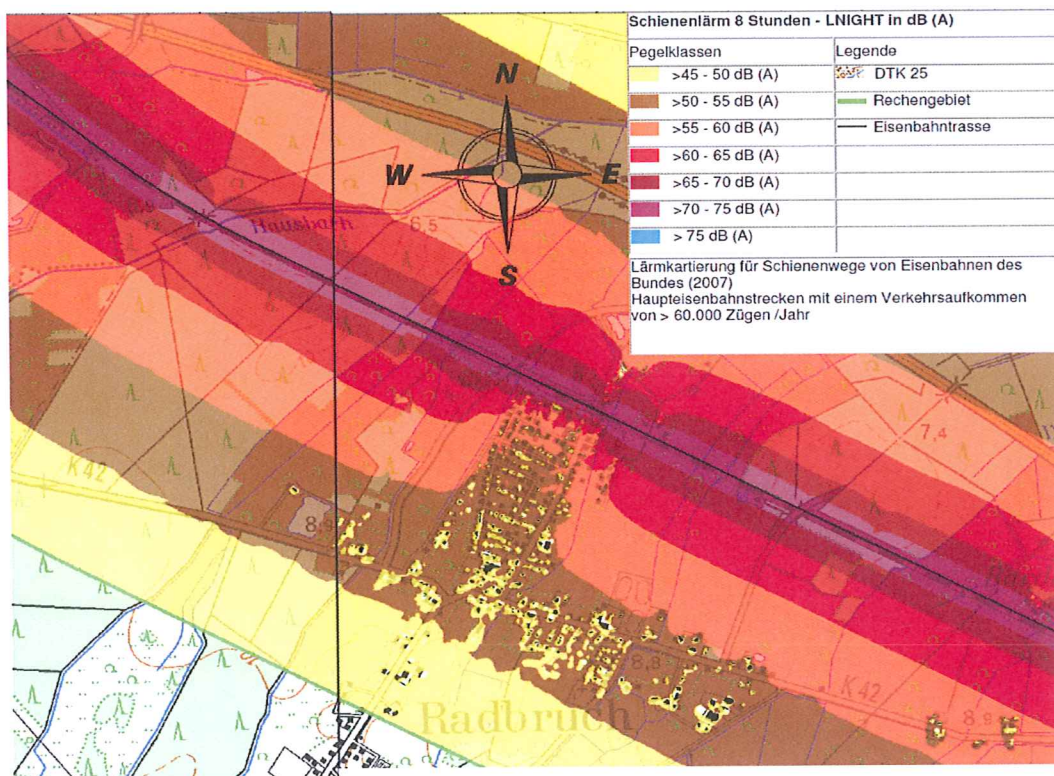 Schienenlärm 8 Stunden - LNIGHT in dB (A)
Pegelklassen
Legende
>45 - 50 dB (A)
DTK 25
>50 - 55 dB (A)
Rechengebiet
>55 - 60 dB (A)
Eisenbahntrasse
>60 - 65 dB (A)
>65 - 70 dB (A)
>70 - 75 dB (A)
> 75 dB (A)
Lärmkartierung für Schienenwege von Eisenbahnen des
Bundes (2007)
Haupteisenbahnstrecken mit einem Verkehrsaufkommen
von > 60.000 Zügen /Jahr
N
W
E
S
Hausbach
6,5
7,4
K 42
8,9
8,8
K 42
8,9
Radbruch